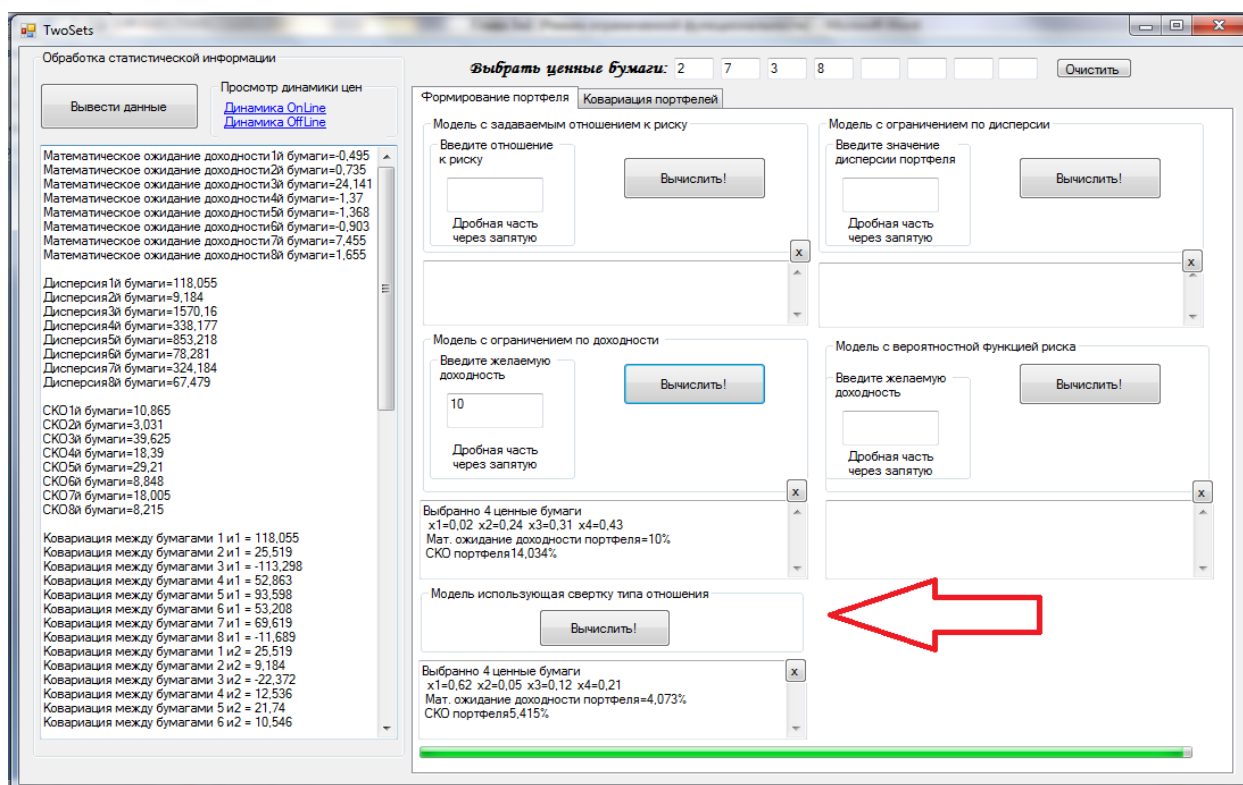 TwoSets
Обработка статистической информации
Вывести данные
Просмотр динамики цен
Динамика OnLine
Динамика OffLine
Математическое ожидание доходности1й бумаги=-0,495
Математическое ожидание доходности2й бумаги=0,735
Математическое ожидание доходности3й бумаги=24,141
Математическое ожидание доходности4й бумаги=-1,37
Математическое ожидание доходности5й бумаги=-1,368
Математическое ожидание доходности6й бумаги=-0,903
Математическое ожидание доходности7й бумаги=7,455
Математическое ожидание доходности8й бумаги=1,655
Дисперсия1й бумаги=118,055
Дисперсия2й бумаги=9,184
Дисперсия3й бумаги=1570,16
Дисперсия4й бумаги=338,177
Дисперсия5й бумаги=853,218
Дисперсия6й бумаги=78,281
Дисперсия7й бумаги=324,184
Дисперсия8й бумаги=67,479
СКО1й бумаги=10,865
СКО2й бумаги=3,031
СКО3й бумаги=39,625
СКО4й бумаги=18,39
СКО5й бумаги=29,21
СКО6й бумаги=8,848
СКО7й бумаги=18,005
СКО8й бумаги=8,215
Ковариация между бумагами 1 и1 = 118,055
Ковариация между бумагами 2 и1 = 25,519
Ковариация между бумагами 3 и1 = -113,298
Ковариация между бумагами 4 и1 = 52,863
Ковариация между бумагами 5 и1 = 93,598
Ковариация между бумагами 6 и1 = 53,208
Ковариация между бумагами 7 и1 = 69,619
Ковариация между бумагами 8 и1 = -11,689
Ковариация между бумагами 1 и2 = 25,519
Ковариация между бумагами 2 и2 = 9,184
Ковариация между бумагами 3 и2 = -22,372
Ковариация между бумагами 4 и2 = 12,536
Ковариация между бумагами 5 и2 = 21,74
Ковариация между бумагами 6 и2 = 10,546
Выбрать ценные бумаги: 2 7 3 8
Очистить
Формирование портфеля Ковариация портфелей
Модель с задаваемым отношением к риску
Введите отношение
к риску
Вычислить!
Дробная часть
через запятую
x
Модель с ограничением по дисперсии
Введите значение
дисперсии портфеля
Вычислить!
Дробная часть
через запятую
x
Модель с ограничением по доходности
Введите желаемую
доходность
Вычислить!
10
Дробная часть
через запятую
x
Выбранно 4 ценные бумаги
x1=0,02 x2=0,24 x3=0,31 x4=0,43
Мат. ожидание доходности портфеля=10%
СКО портфеля14,034%
Модель с вероятностной функцией риска
Введите желаемую
доходность
Вычислить!
Дробная часть
через запятую
x
Модель использующая свертку типа отношения
Вычислить!
x
Выбранно 4 ценные бумаги
x1=0,62 x2=0,05 x3=0,12 x4=0,21
Мат. ожидание доходности портфеля=4,073%
СКО портфеля5,415%